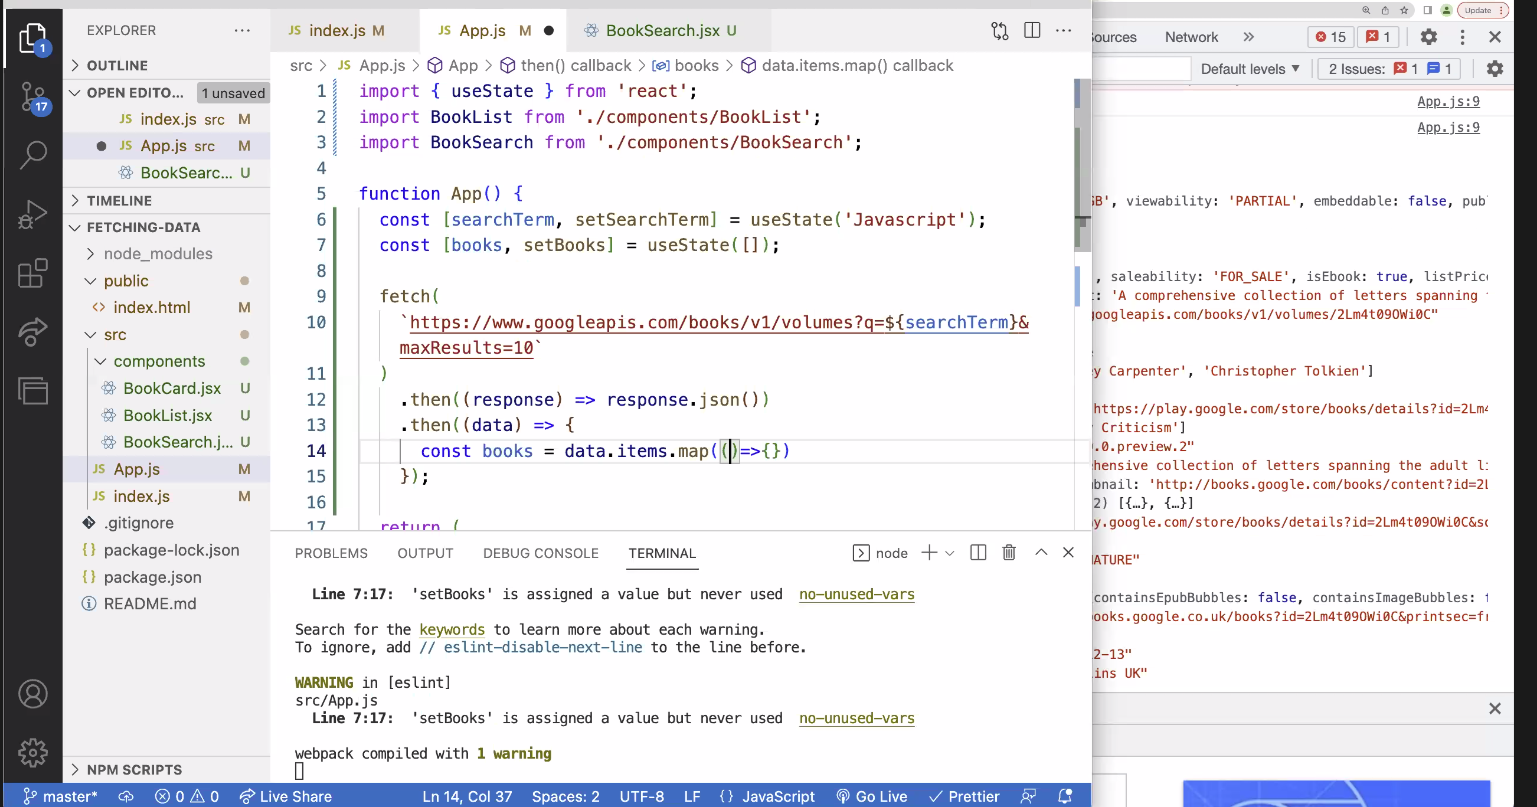 EXPLORER
OUTLINE
OPEN EDITO... 1 unsaved
JS index.js src M
JS App.js src M
BookSearc... U
TIMELINE
FETCHING-DATA
node_modules
public
<> index.html M
src
components
BookCard.jsx U
BookList.jsx U
BookSearch.j... U
JS App.js M
JS index.js M
.gitignore
{} package-lock.json
{} package.json
README.md
NPM SCRIPTS
1
17
JS index.js M JS App.js M BookSearch.jsx U
src > JS App.js > App > then() callback > books > data.items.map() callback
1 import { useState } from 'react';
2 import BookList from './components/BookList';
3 import BookSearch from './components/BookSearch';
4
5 function App() {
6 const [searchTerm, setSearchTerm] = useState('Javascript');
7 const [books, setBooks] = useState([]);
8
9 fetch(
10 `https://www.googleapis.com/books/v1/volumes?q=${searchTerm}&
maxResults=10`
11 )
12 .then((response) => response.json())
13 .then((data) => {
14 const books = data.items.map(()=>{})
15 });
16
17 return (
PROBLEMS OUTPUT DEBUG CONSOLE TERMINAL node
Line 7:17: 'setBooks' is assigned a value but never used no-unused-vars
Search for the keywords to learn more about each warning.
To ignore, add // eslint-disable-next-line to the line before.
WARNING in [eslint]
src/App.js
Line 7:17: 'setBooks' is assigned a value but never used no-unused-vars
webpack compiled with 1 warning
master* 0 0 Live Share Ln 14, Col 37 Spaces: 2 UTF-8 LF {} JavaScript Go Live Prettier
Update
ources Network 15 1
Default levels 2 Issues: 1 1
App.js:9
App.js:9
GB', viewability: 'PARTIAL', embeddable: false, pub
, saleability: 'FOR_SALE', isEbook: true, listPric
t: 'A comprehensive collection of letters spanning
googleapis.com/books/v1/volumes/2Lm4t09OWi0C"
ey Carpenter', 'Christopher Tolkien']
https://play.google.com/store/books/details?id=2Lm4
Criticism']
.0.preview.2"
ehensive collection of letters spanning the adult li
bnail: 'http://books.google.com/books/content?id=2L
2) [{…}, {…}]
ay.google.com/store/books/details?id=2Lm4t09OWi0C&so
MATURE"
containsEpubBubbles: false, containsImageBubbles: f
ooks.google.co.uk/books?id=2Lm4t09OWi0C&printsec=fr
2-13"
ins UK"